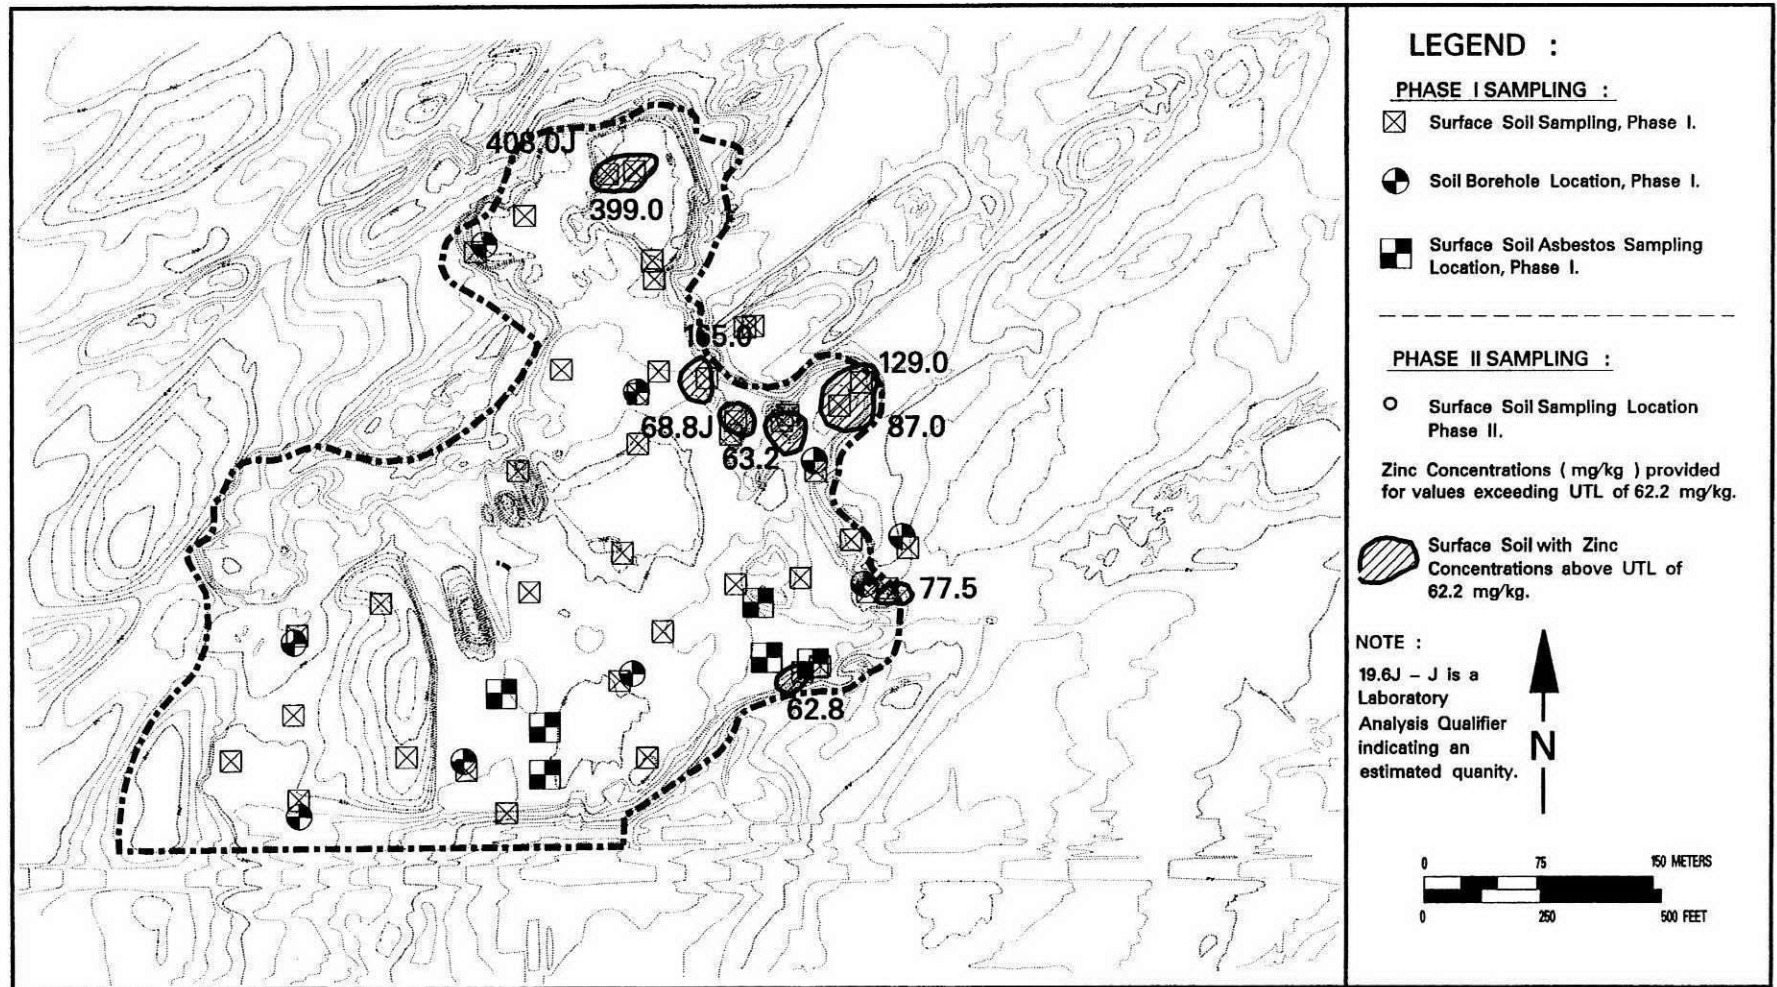 408.0J
399.0
165.0
129.0
68.8J
87.0
63.2
77.5
62.8
LEGEND :
PHASE I SAMPLING :
Surface Soil Sampling, Phase I.
Soil Borehole Location, Phase I.
Surface Soil Asbestos Sampling
Location, Phase I.
PHASE II SAMPLING :
Surface Soil Sampling Location
Phase II.
Zinc Concentrations ( mg/kg ) provided
for values exceeding UTL of 62.2 mg/kg.
Surface Soil with Zinc
Concentrations above UTL of
62.2 mg/kg.
NOTE :
19.6J - J is a
Laboratory
Analysis Qualifier
indicating an
estimated quanity.
N
0 75 150 METERS
0 250 500 FEET